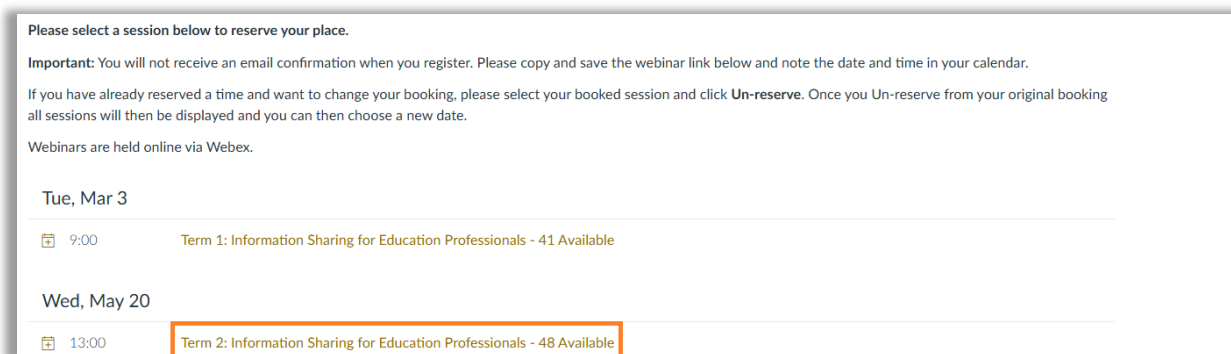 Please select a session below to reserve your place.
Important: You will not receive an email confirmation when you register. Please copy and save the webinar link below and note the date and time in your calendar.
If you have already reserved a time and want to change your booking, please select your booked session and click Un-reserve. Once you Un-reserve from your original booking
all sessions will then be displayed and you can then choose a new date.
Webinars are held online via Webex.
Tue, Mar 3
9:00 Term 1: Information Sharing for Education Professionals - 41 Available
Wed, May 20
13:00 Term 2: Information Sharing for Education Professionals - 48 Available